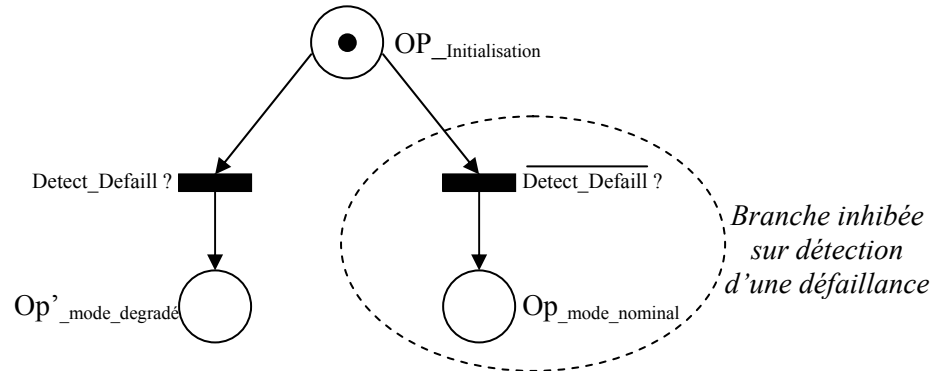 OP_Initialisation
Detect_Defaill ?
Detect_Defaill ?
Branche inhibée
sur détection
d'une défaillance
Op'_mode_degradé
Op_mode_nominal